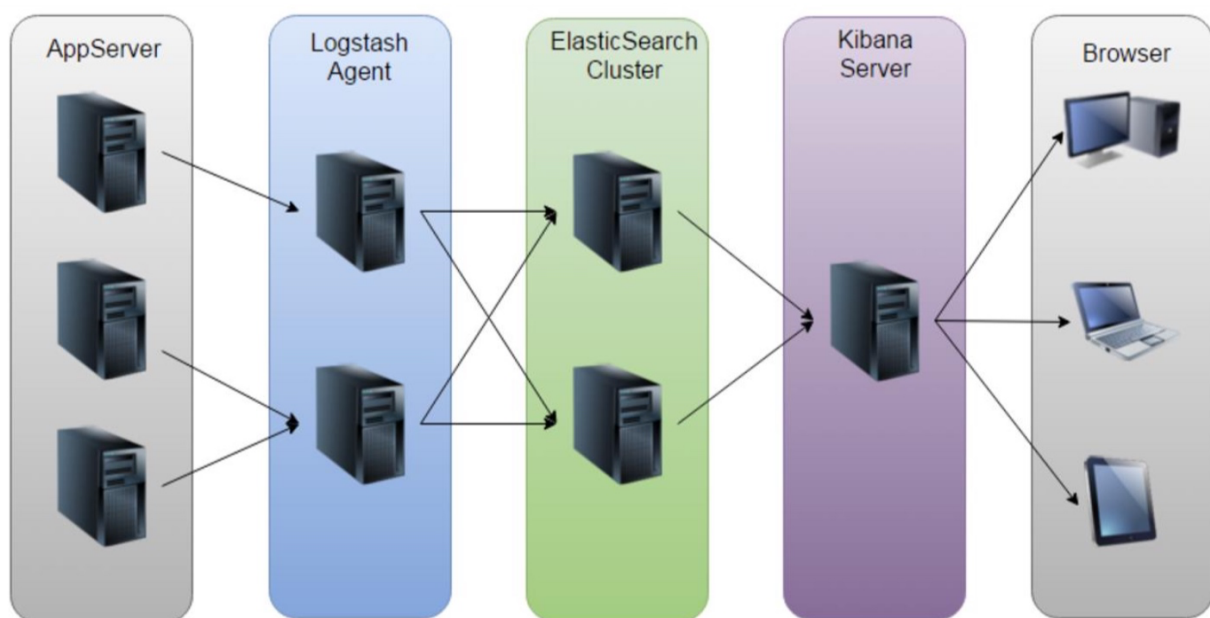 AppServer
Logstash
Agent
ElasticSearch
Cluster
Kibana
Server
Browser